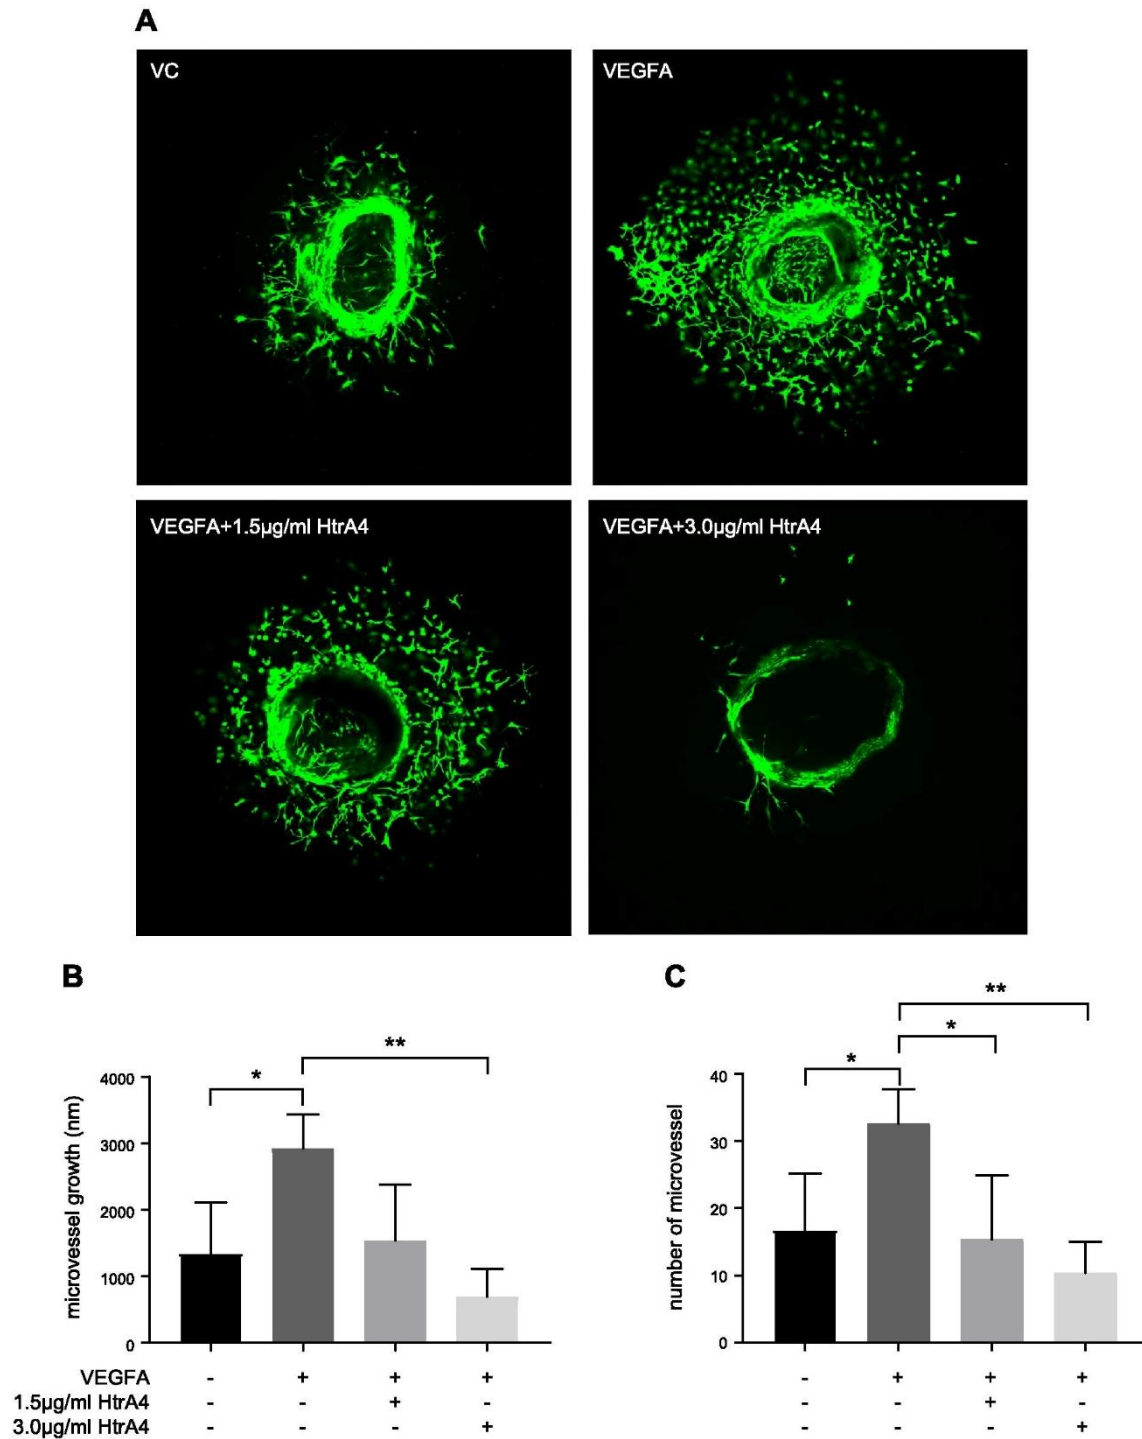 A
VC
VEGFA
VEGFA+1.5µg/ml HtrA4
VEGFA+3.0µg/ml HtrA4
B
microvessel growth (nm)
4000
3000
2000
1000
0
*
**
VEGFA - + + +
1.5µg/ml HtrA4 - - + -
3.0µg/ml HtrA4 - - - +
C
number of microvessel
40
30
20
10
0
*
*
**
- + + +
- - + -
- - - +